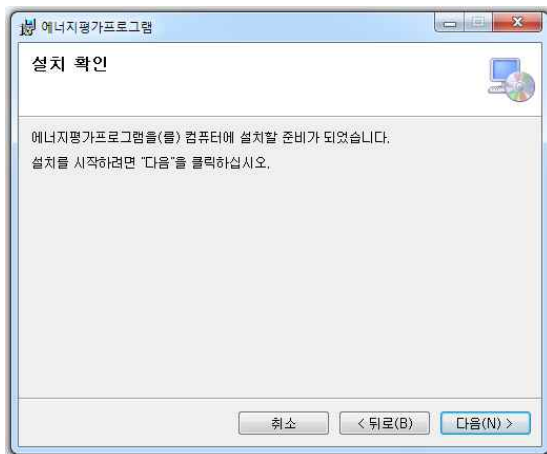 에너지평가프로그램
설치 확인
에너지평가프로그램을(를) 컴퓨터에 설치할 준비가 되었습니다.
설치를 시작하려면 "다음"을 클릭하십시오.
취소
< 뒤로(B)
다음(N) >